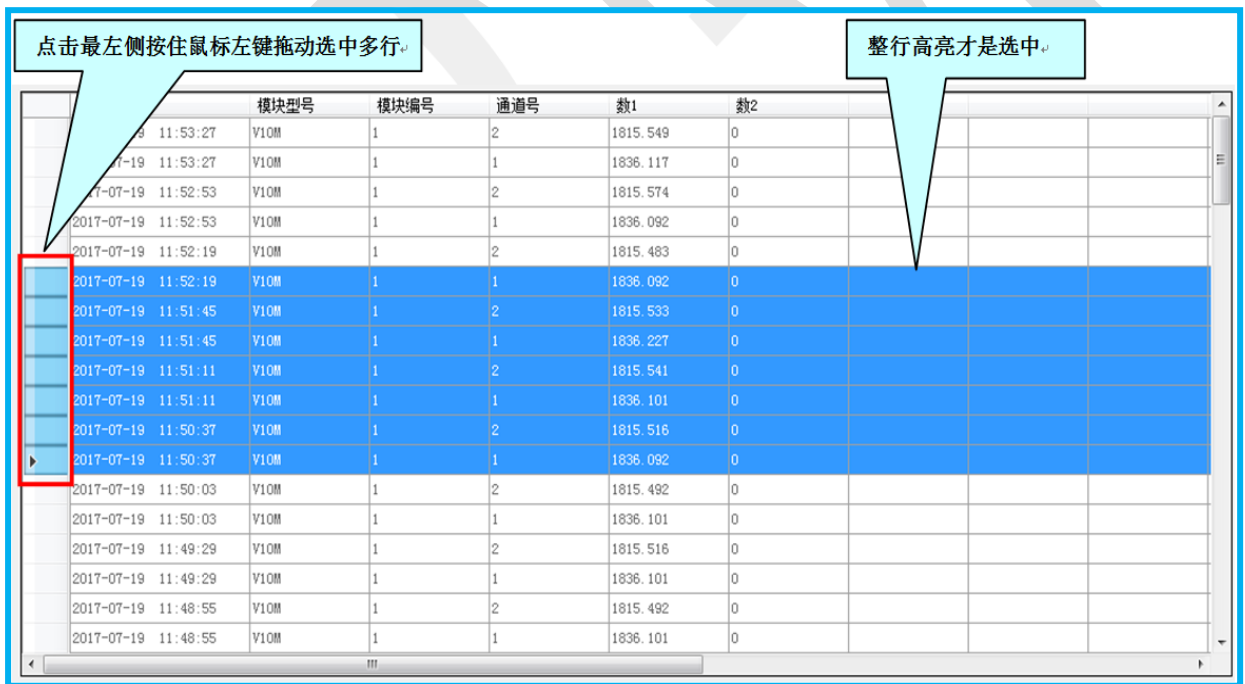 点击最左侧按住鼠标左键拖动选中多行
整行高亮才是选中
模块型号 模块编号 通道号 数1 数2
9 11:53:27 V10M 1 2 1815.549 0
7-19 11:53:27 V10M 1 1 1836.117 0
7-07-19 11:52:53 V10M 1 2 1815.574 0
2017-07-19 11:52:53 V10M 1 1 1836.092 0
2017-07-19 11:52:19 V10M 1 2 1815.483 0
2017-07-19 11:52:19 V10M 1 1 1836.092 0
2017-07-19 11:51:45 V10M 1 2 1815.533 0
2017-07-19 11:51:45 V10M 1 1 1836.227 0
2017-07-19 11:51:11 V10M 1 2 1815.541 0
2017-07-19 11:51:11 V10M 1 1 1836.101 0
2017-07-19 11:50:37 V10M 1 2 1815.516 0
2017-07-19 11:50:37 V10M 1 1 1836.092 0
2017-07-19 11:50:03 V10M 1 2 1815.492 0
2017-07-19 11:50:03 V10M 1 1 1836.101 0
2017-07-19 11:49:29 V10M 1 2 1815.516 0
2017-07-19 11:49:29 V10M 1 1 1836.101 0
2017-07-19 11:48:55 V10M 1 2 1815.492 0
2017-07-19 11:48:55 V10M 1 1 1836.101 0